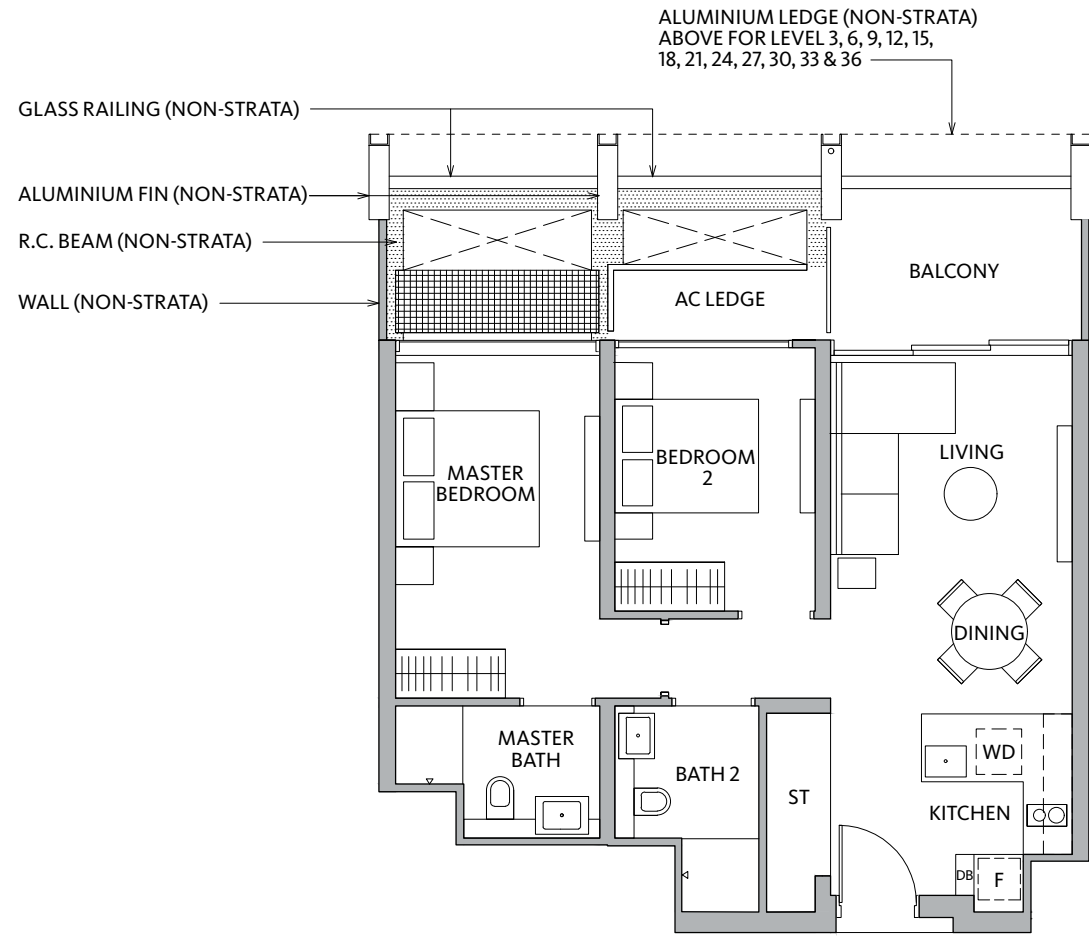 ALUMINIUM LEDGE (NON-STRATA)
ABOVE FOR LEVEL 3, 6, 9, 12, 15,
18, 21, 24, 27, 30, 33 & 36
GLASS RAILING (NON-STRATA)
ALUMINIUM FIN (NON-STRATA)
R.C. BEAM (NON-STRATA)
WALL (NON-STRATA)
BALCONY
AC LEDGE
MASTER
BEDROOM
BEDROOM
2
LIVING
DINING
MASTER
BATH
BATH 2
ST
WD
KITCHEN
DB
F